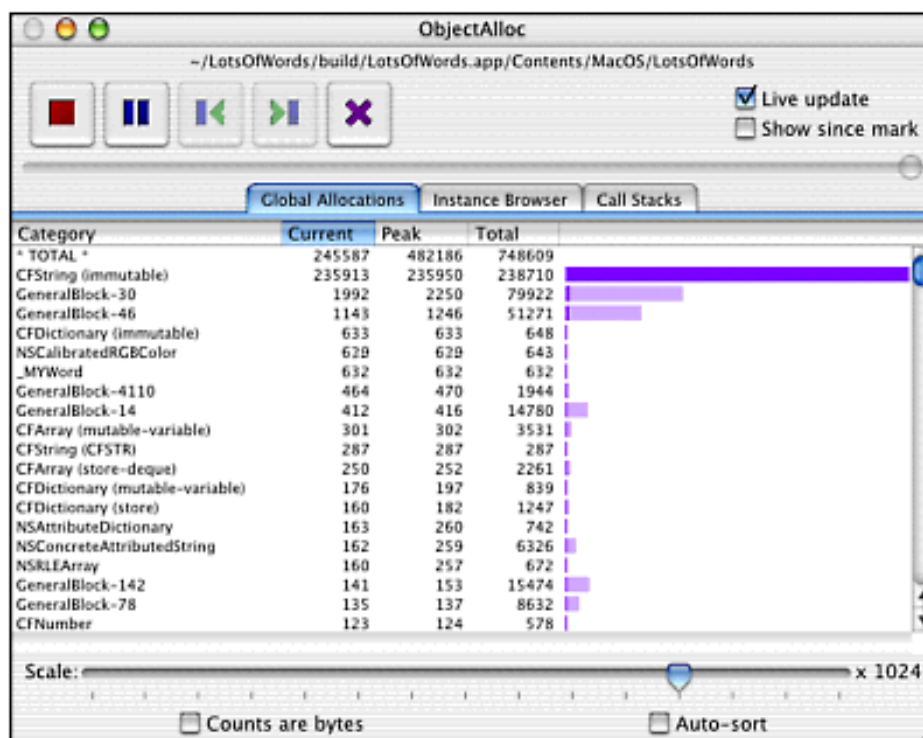 ObjectAlloc
~/LotsOfWords/build/LotsOfWords.app/Contents/MacOS/LotsOfWords
Live update
Show since mark
Global Allocations Instance Browser Call Stacks
Category Current Peak Total
* TOTAL * 245587 482186 748609
CFString (immutable) 235913 235950 238710
GeneralBlock-30 1992 2250 79922
GeneralBlock-46 1143 1246 51271
CFDictionary (immutable) 633 633 648
NSCalibratedRGBColor 629 629 643
_MYWord 632 632 632
GeneralBlock-4110 464 470 1944
GeneralBlock-14 412 416 14780
CFArray (mutable-variable) 301 302 3531
CFString (CFSTR) 287 287 287
CFArray (store-deque) 250 252 2261
CFDictionary (mutable-variable) 176 197 839
CFDictionary (store) 160 182 1247
NSAttributeDictionary 163 260 742
NSConcreteAttributedString 162 259 6326
NSRLEArray 160 257 672
GeneralBlock-142 141 153 15474
GeneralBlock-78 135 137 8632
CFNumber 123 124 578
Scale: x 1024
Counts are bytes Auto-sort